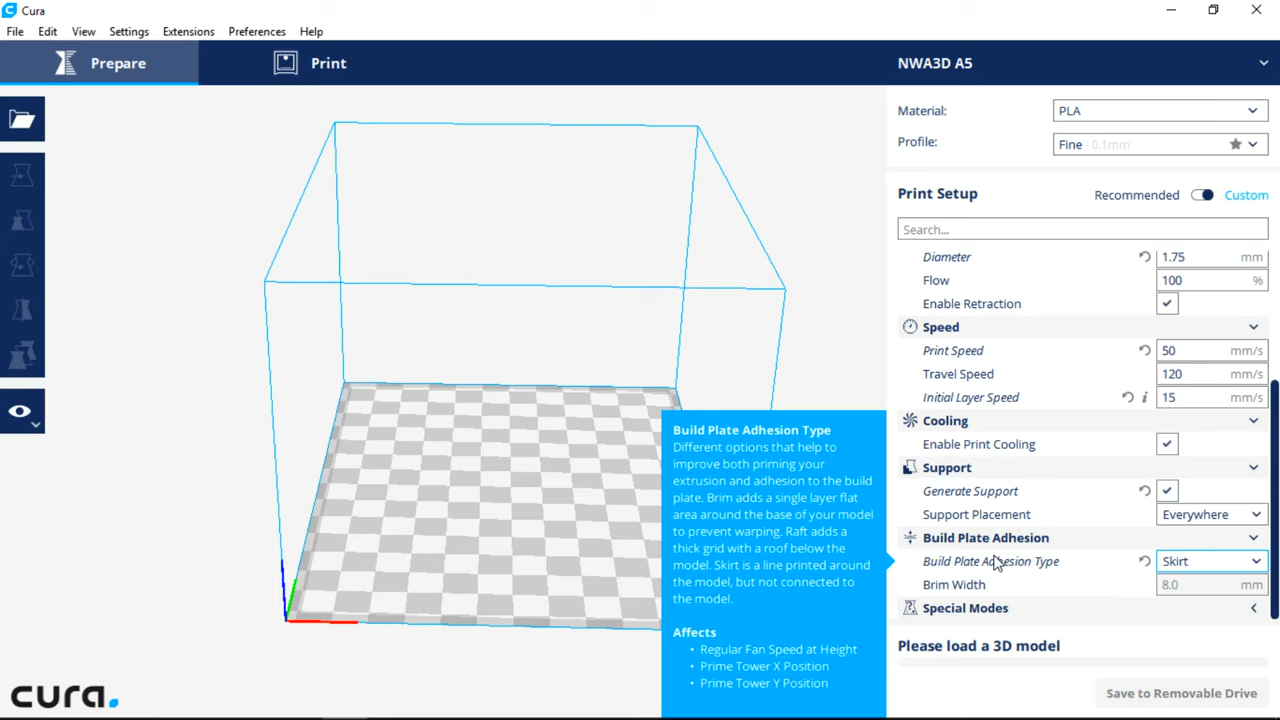 Cura
File Edit View Settings Extensions Preferences Help
Prepare
Print
NWA3D A5
Material:
PLA
Profile:
Fine - 0.1mm
Print Setup
Recommended
Custom
Search...
Diameter
1.75 mm
Flow
100 %
Enable Retraction
Speed
Print Speed
50 mm/s
Travel Speed
120 mm/s
Initial Layer Speed
i
15 mm/s
Cooling
Enable Print Cooling
Support
Generate Support
Support Placement
Everywhere
Build Plate Adhesion
Build Plate Adhesion Type
Skirt
Brim Width
8.0 mm
Special Modes
Please load a 3D model
Save to Removable Drive
Build Plate Adhesion Type
Different options that help to
improve both priming your
extrusion and adhesion to the build
plate. Brim adds a single layer flat
area around the base of your model
to prevent warping. Raft adds a
thick grid with a roof below the
model. Skirt is a line printed around
the model, but not connected to
the model.
Affects
• Regular Fan Speed at Height
• Prime Tower X Position
• Prime Tower Y Position
cura.